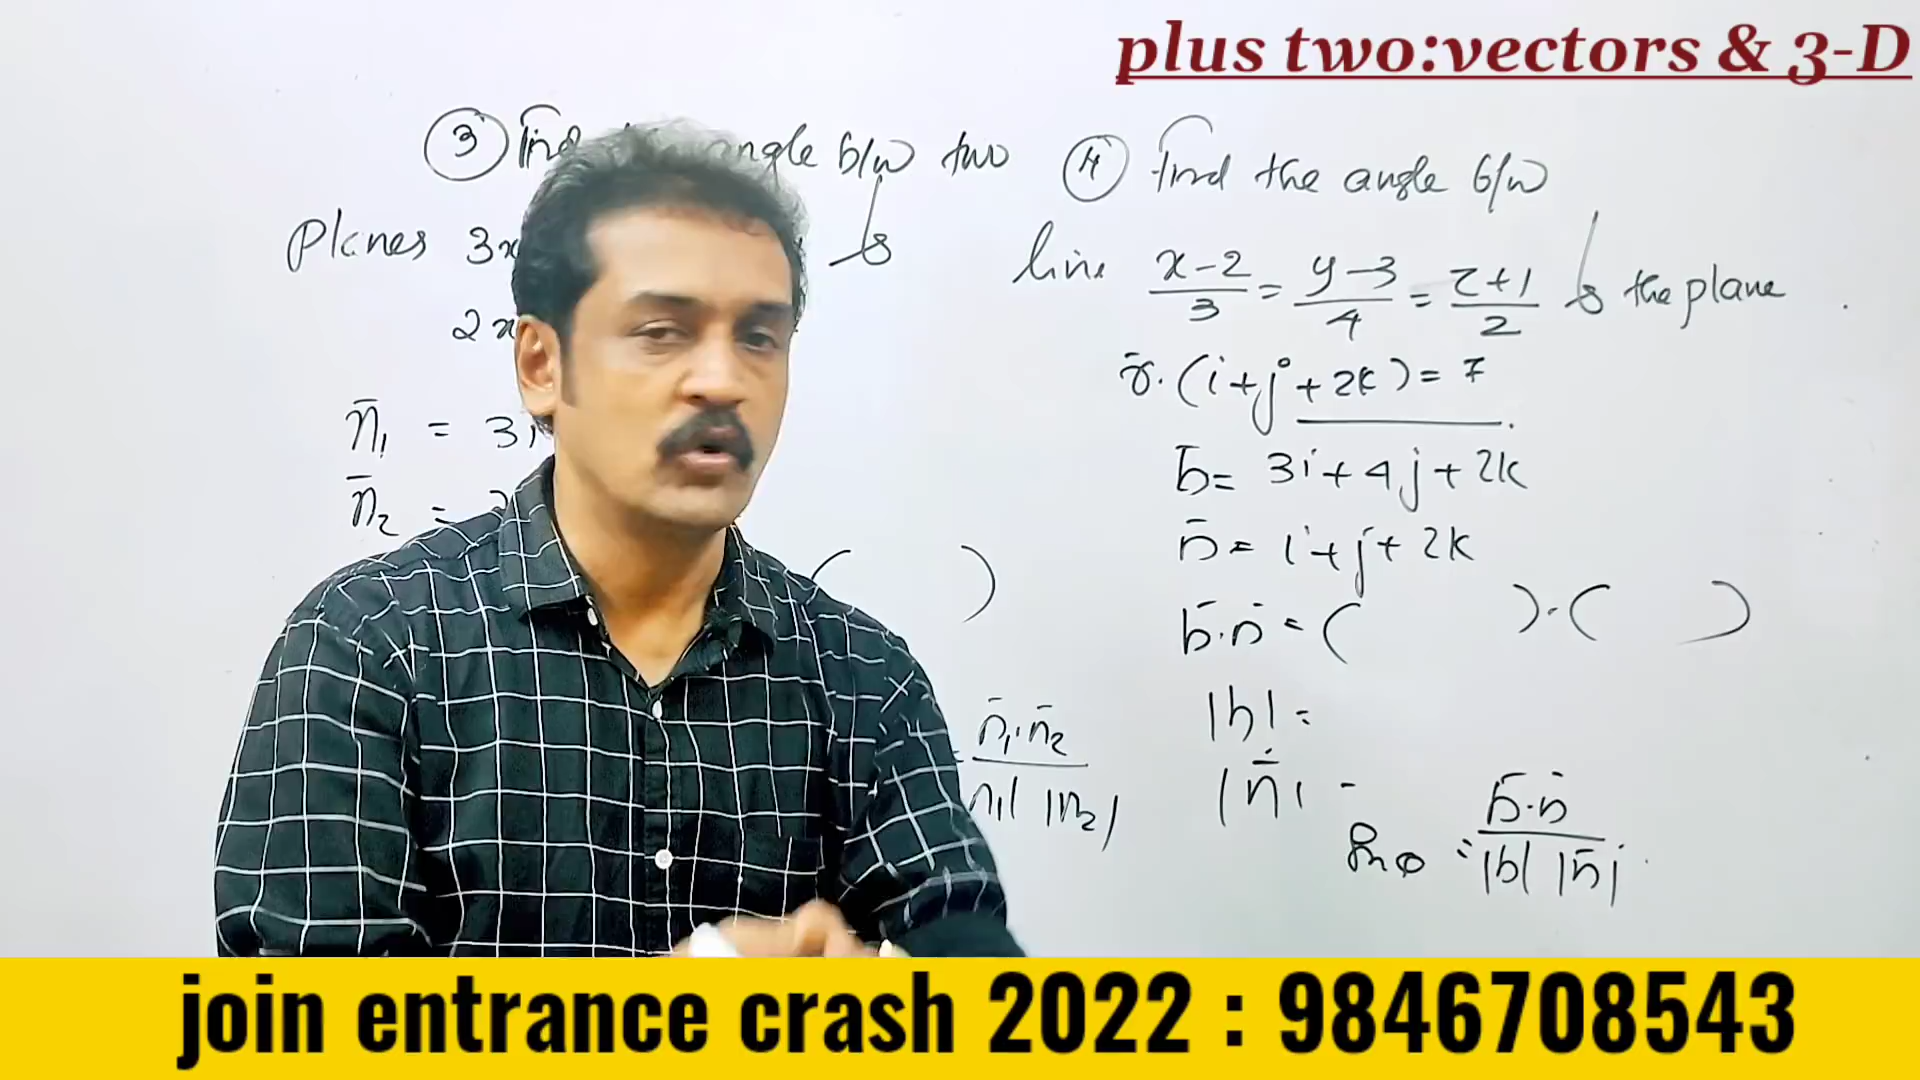 plus two:vectors & 3-D
③ Find angle b/w two
Planes 3x &
2x
n̄₁ = 3i
n̄₂ =
( )
n̄₁·n̄₂
|n₁| |n₂|
④ Find the angle b/w
line x-2/3 = y-3/4 = z+1/2 & the plane
r̄·(i+j+2k) = 7
b̄ = 3i+4j+2k
n̄ = i+j+2k
b̄·n̄ = ( )·( )
|b| =
|n̄| -
Sinθ = b̄·n̄ / |b| |n̄|
join entrance crash 2022 : 9846708543